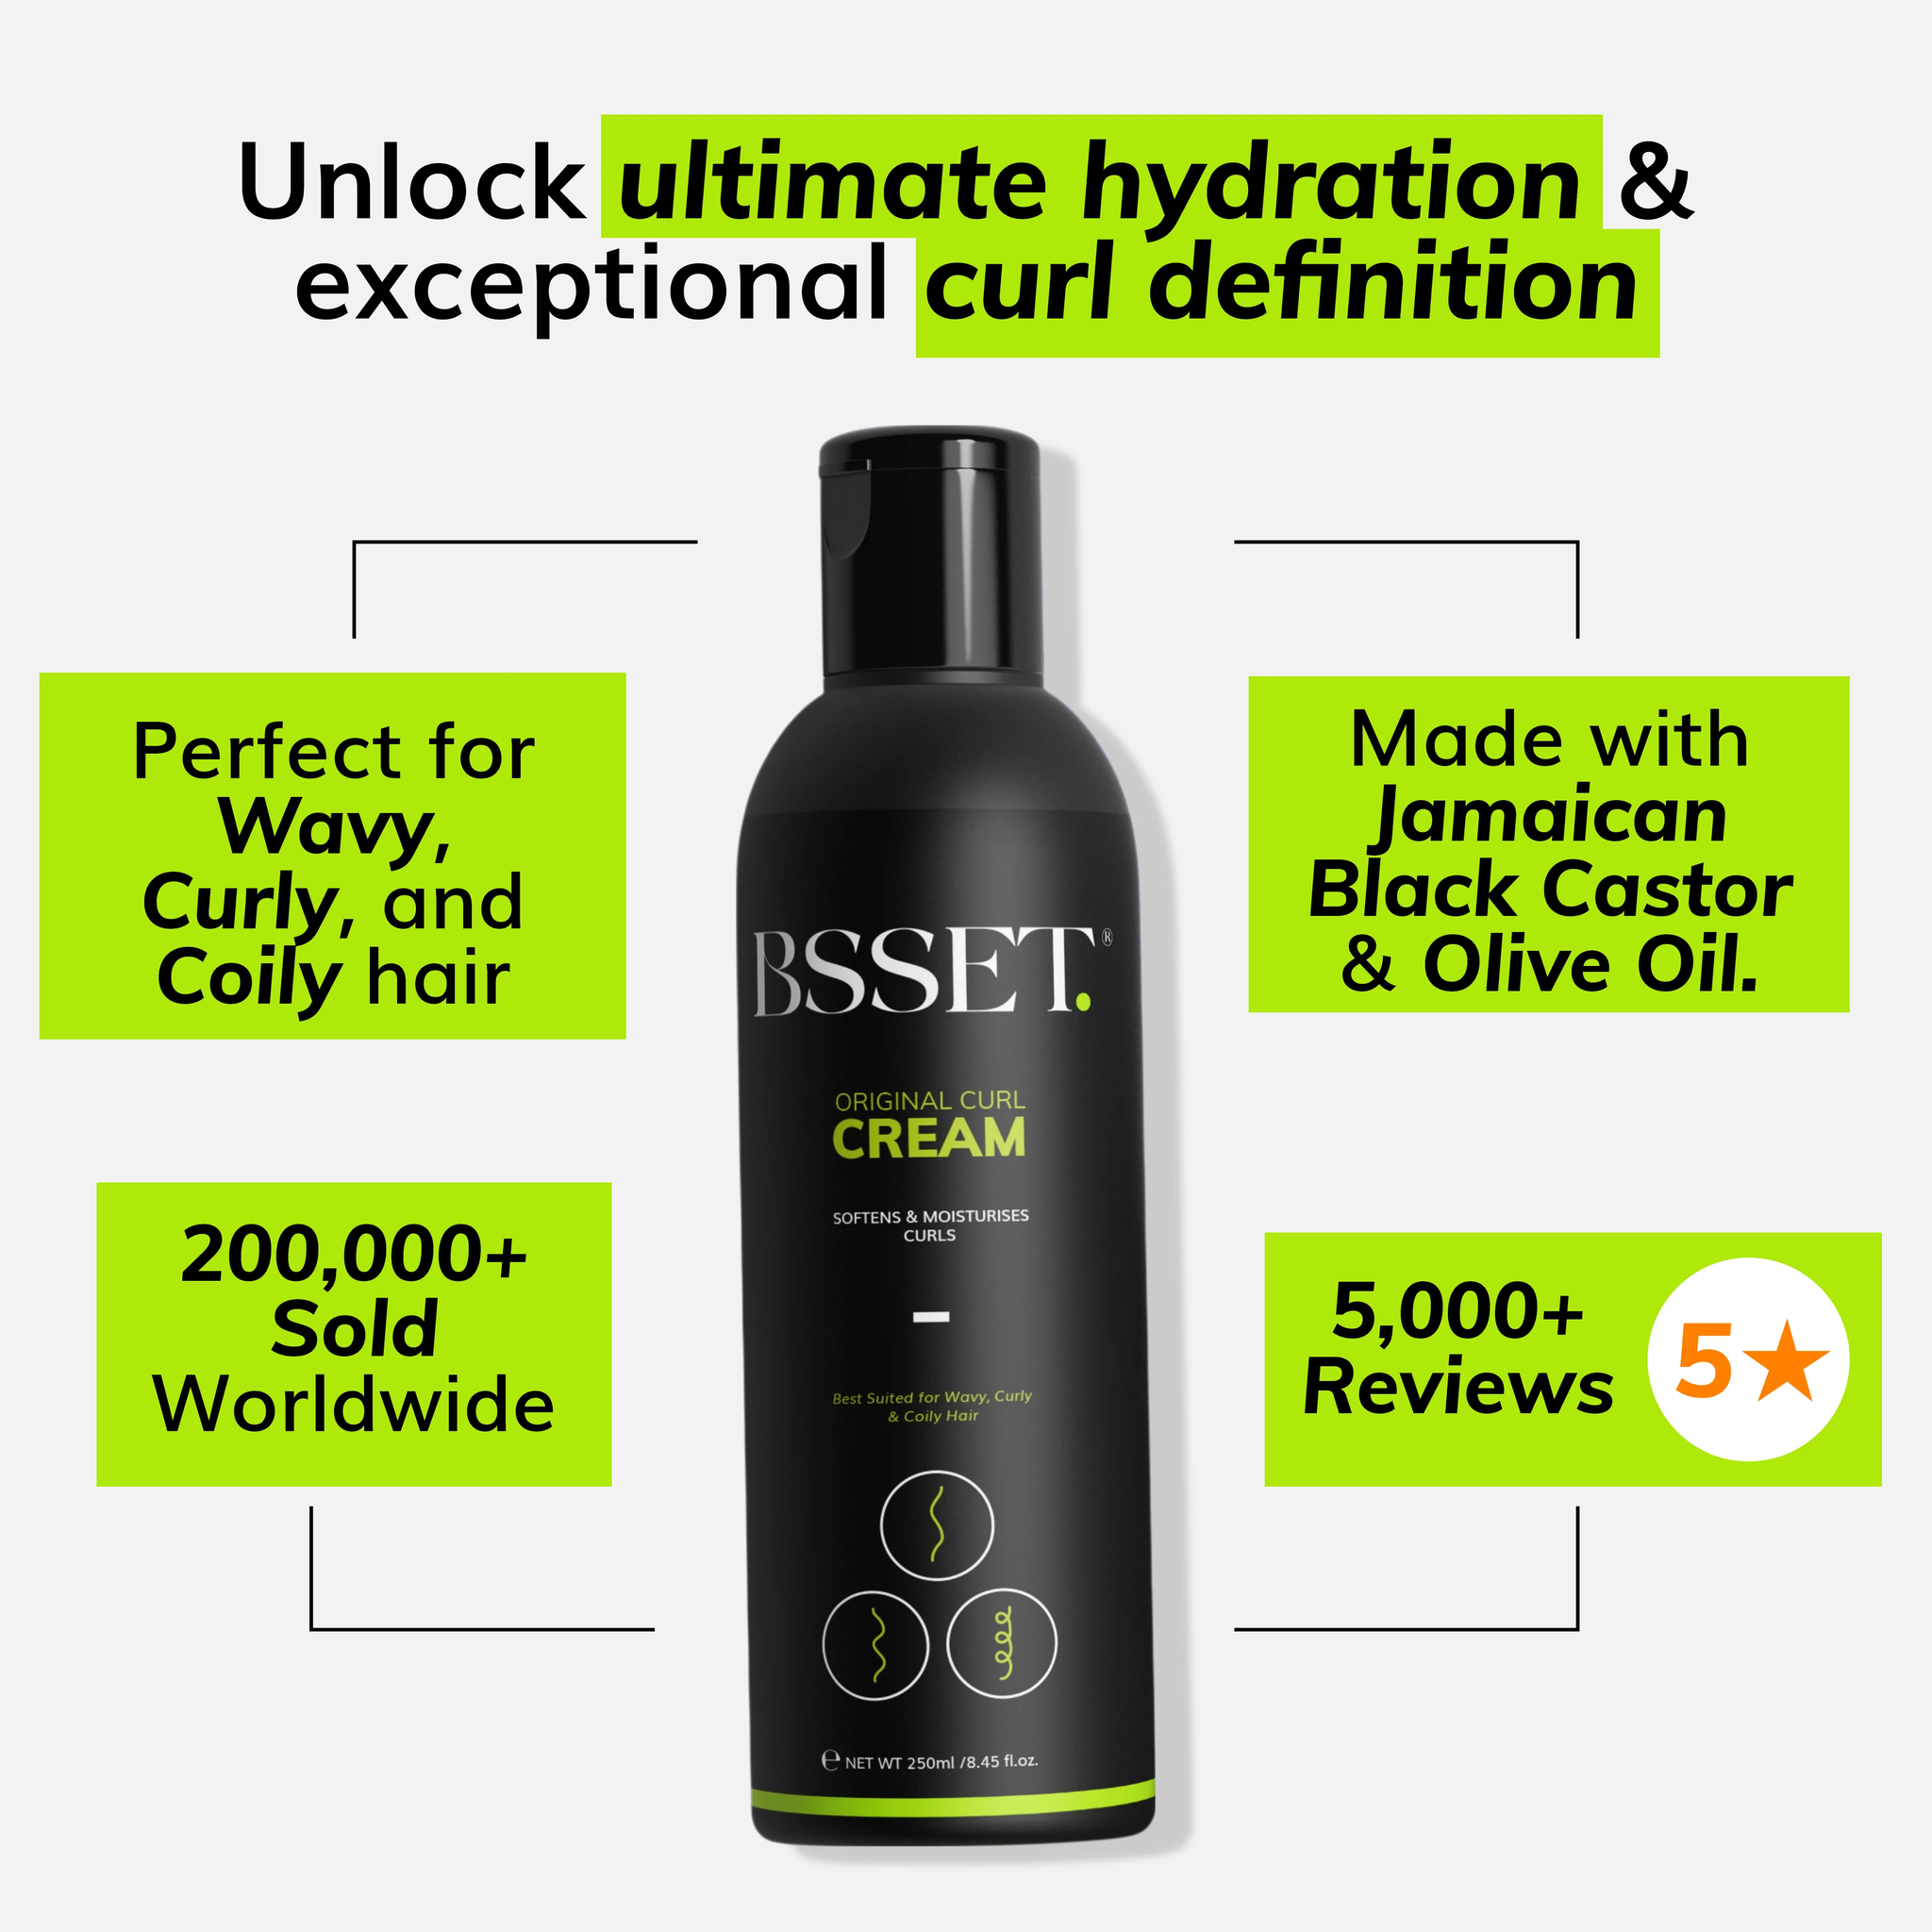 Unlock ultimate hydration &
exceptional curl definition
Perfect for
Wavy,
Curly, and
Coily hair
Made with
Jamaican
Black Castor
& Olive Oil.
BSSET.®
ORIGINAL CURL
CREAM
SOFTENS & MOISTURISES
CURLS
Best Suited for Wavy, Curly
& Coily Hair
℮ NET WT 250ml /8.45 fl.oz.
200,000+
Sold
Worldwide
5,000+
Reviews
5★